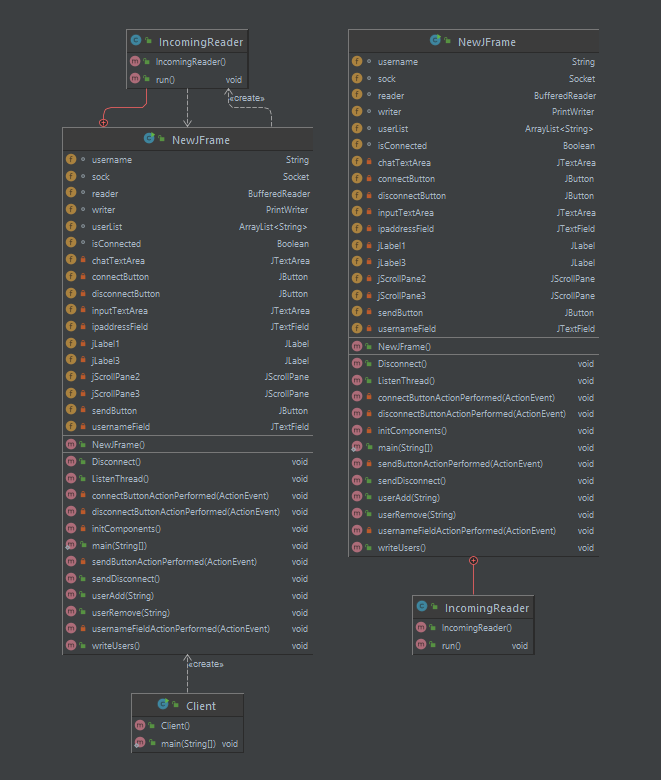 IncomingReader
IncomingReader()
run() void
«create»
NewJFrame
username String
sock Socket
reader BufferedReader
writer PrintWriter
userList ArrayList<String>
isConnected Boolean
chatTextArea JTextArea
connectButton JButton
disconnectButton JButton
inputTextArea JTextArea
ipaddressField JTextField
jLabel1 JLabel
jLabel3 JLabel
jScrollPane2 JScrollPane
jScrollPane3 JScrollPane
sendButton JButton
usernameField JTextField
NewJFrame()
Disconnect() void
ListenThread() void
connectButtonActionPerformed(ActionEvent) void
disconnectButtonActionPerformed(ActionEvent) void
initComponents() void
main(String[]) void
sendButtonActionPerformed(ActionEvent) void
sendDisconnect() void
userAdd(String) void
userRemove(String) void
usernameFieldActionPerformed(ActionEvent) void
writeUsers() void
«create»
Client
Client()
main(String[]) void
NewJFrame
username String
sock Socket
reader BufferedReader
writer PrintWriter
userList ArrayList<String>
isConnected Boolean
chatTextArea JTextArea
connectButton JButton
disconnectButton JButton
inputTextArea JTextArea
ipaddressField JTextField
jLabel1 JLabel
jLabel3 JLabel
jScrollPane2 JScrollPane
jScrollPane3 JScrollPane
sendButton JButton
usernameField JTextField
NewJFrame()
Disconnect() void
ListenThread() void
connectButtonActionPerformed(ActionEvent) void
disconnectButtonActionPerformed(ActionEvent) void
initComponents() void
main(String[]) void
sendButtonActionPerformed(ActionEvent) void
sendDisconnect() void
userAdd(String) void
userRemove(String) void
usernameFieldActionPerformed(ActionEvent) void
writeUsers() void
IncomingReader
IncomingReader()
run() void